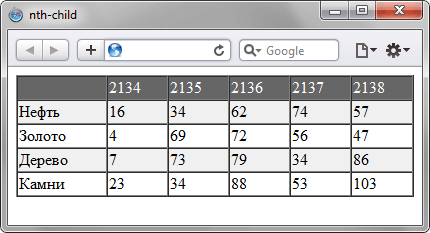 nth-child
Google
2134 2135 2136 2137 2138
Нефть 16 34 62 74 57
Золото 4 69 72 56 47
Дерево 7 73 79 34 86
Камни 23 34 88 53 103